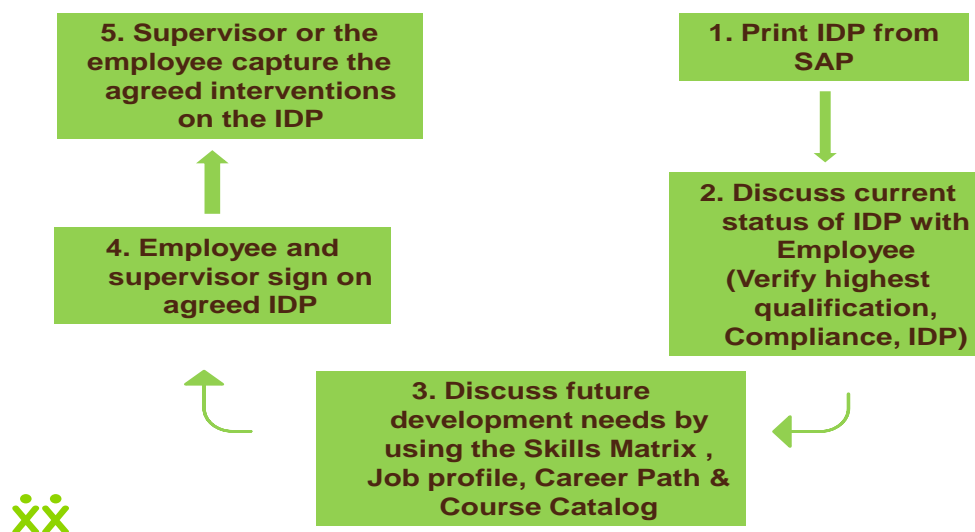 1. Print IDP from
SAP
2. Discuss current
status of IDP with
Employee
(Verify highest
qualification,
Compliance, IDP)
3. Discuss future
development needs by
using the Skills Matrix ,
Job profile, Career Path &
Course Catalog
4. Employee and
supervisor sign on
agreed IDP
5. Supervisor or the
employee capture the
agreed interventions
on the IDP